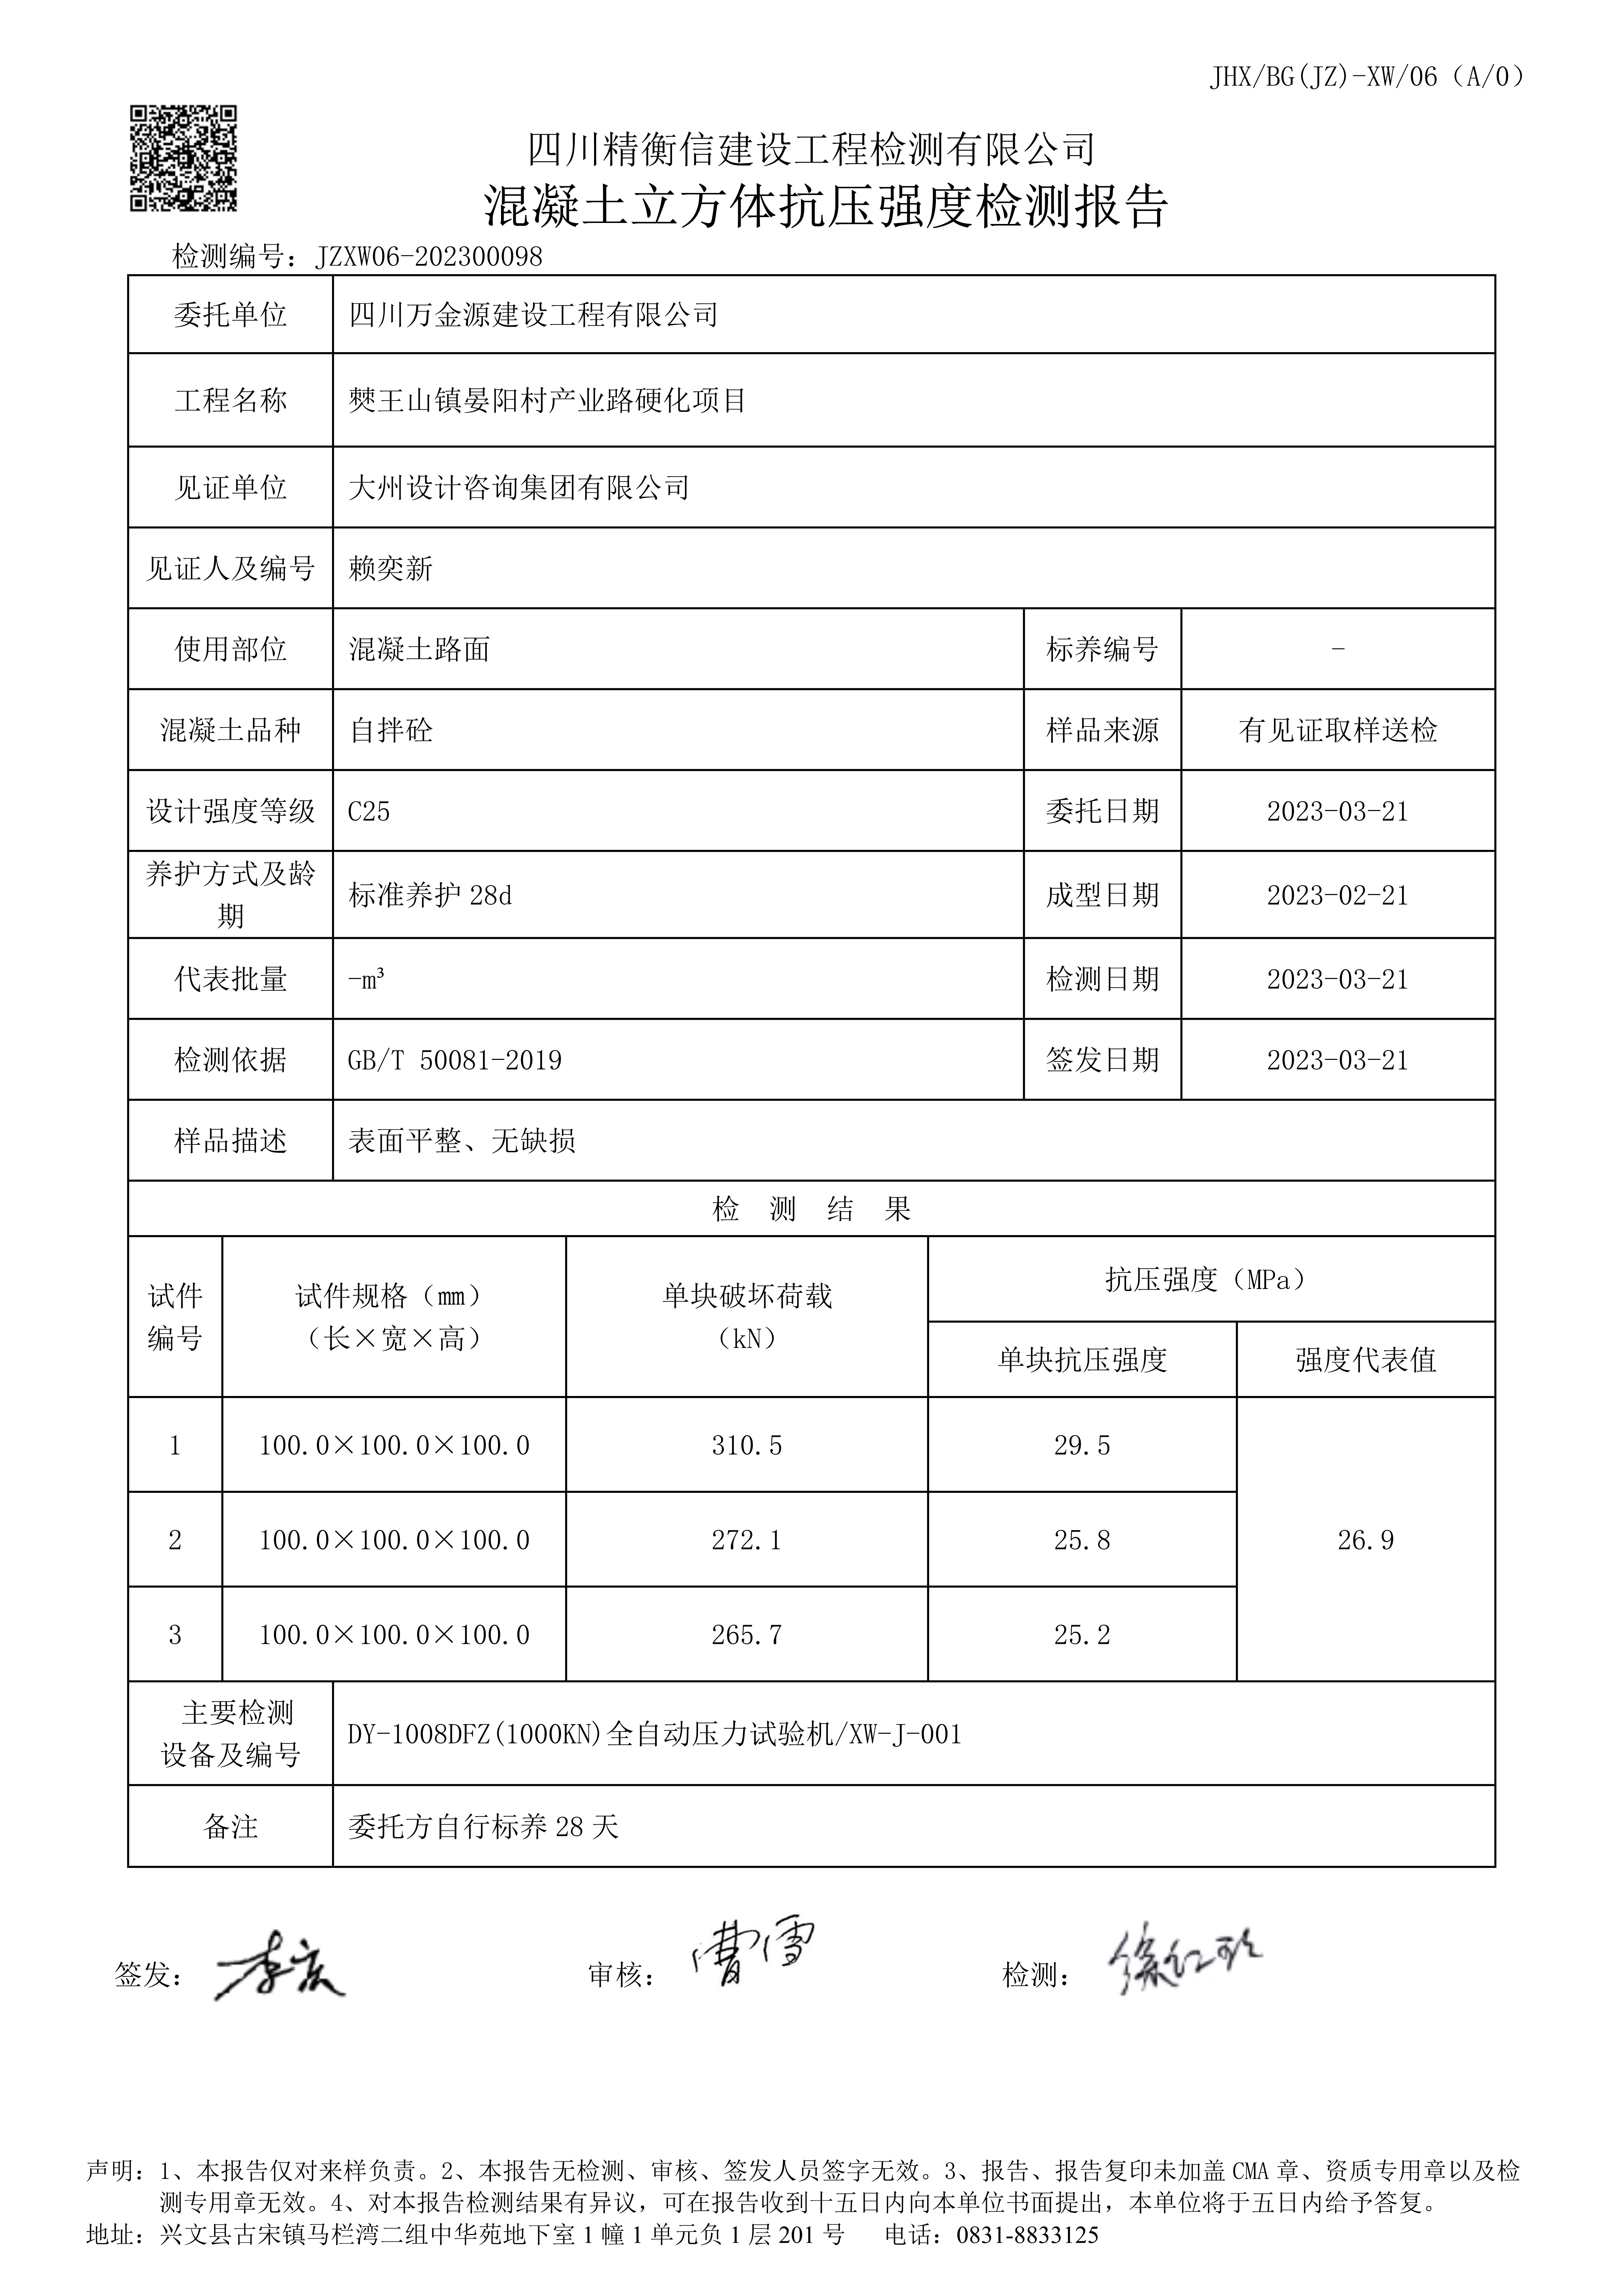 JHX/BG(JZ)-XW/06（A/0）
四川精衡信建设工程检测有限公司
混凝土立方体抗压强度检测报告
检测编号：JZXW06-202300098
委托单位 四川万金源建设工程有限公司
工程名称 僰王山镇晏阳村产业路硬化项目
见证单位 大州设计咨询集团有限公司
见证人及编号 赖奕新
使用部位 混凝土路面 标养编号 -
混凝土品种 自拌砼 样品来源 有见证取样送检
设计强度等级 C25 委托日期 2023-03-21
养护方式及龄
期
标准养护 28d 成型日期 2023-02-21
代表批量 -m³ 检测日期 2023-03-21
检测依据 GB/T 50081-2019 签发日期 2023-03-21
样品描述 表面平整、无缺损
检 测 结 果
试件
编号
试件规格（mm）
（长×宽×高）
单块破坏荷载
（kN）
抗压强度（MPa）
单块抗压强度 强度代表值
1 100.0×100.0×100.0 310.5 29.5
2 100.0×100.0×100.0 272.1 25.8 26.9
3 100.0×100.0×100.0 265.7 25.2
主要检测
设备及编号
DY-1008DFZ(1000KN)全自动压力试验机/XW-J-001
备注 委托方自行标养 28 天
签发： 审核：曹雪 检测：
声明：1、本报告仅对来样负责。2、本报告无检测、审核、签发人员签字无效。3、报告、报告复印未加盖 CMA 章、资质专用章以及检
测专用章无效。4、对本报告检测结果有异议，可在报告收到十五日内向本单位书面提出，本单位将于五日内给予答复。
地址：兴文县古宋镇马栏湾二组中华苑地下室 1 幢 1 单元负 1 层 201 号 电话：0831-8833125